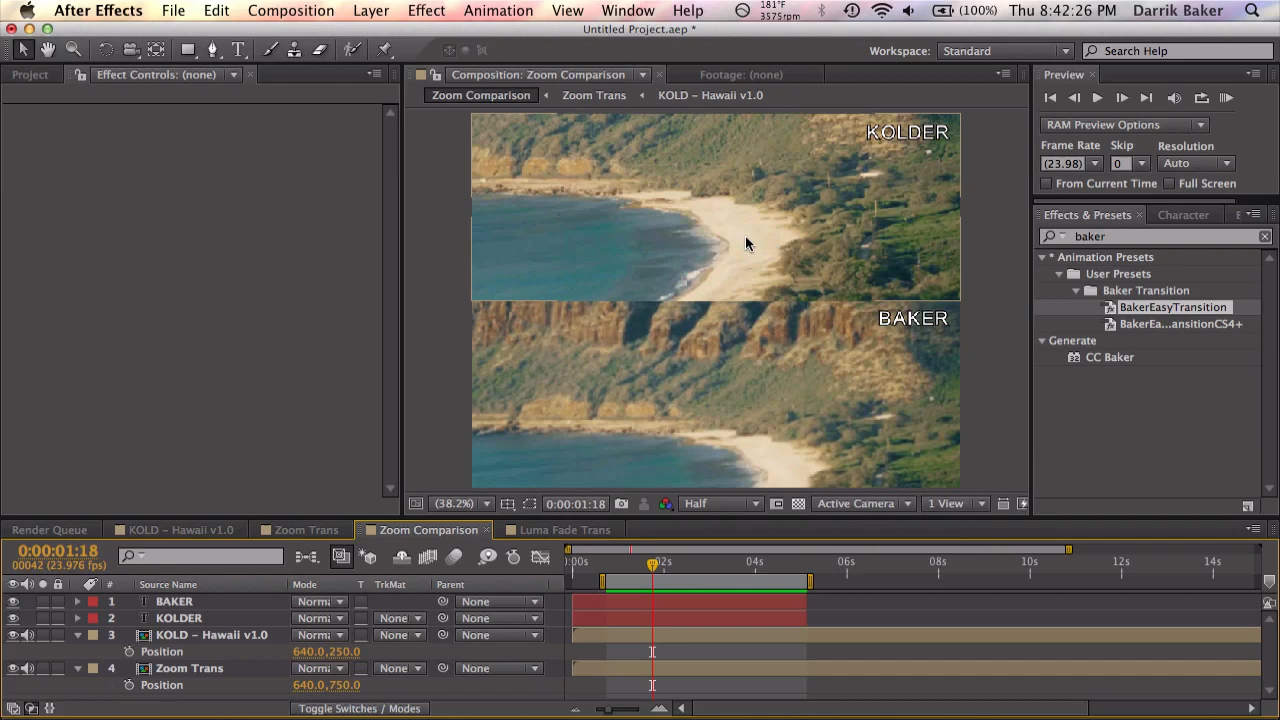 After Effects File Edit Composition Layer Effect Animation View Window Help 181°F 3575rpm (100%) Thu 8:42:26 PM Darrik Baker
Untitled Project.aep *
Workspace: Standard Search Help
Project Effect Controls: (none) Composition: Zoom Comparison Footage: (none) Preview
Zoom Comparison Zoom Trans KOLD - Hawaii v1.0
KOLDER
BAKER
RAM Preview Options
Frame Rate Skip Resolution
(23.98) 0 Auto
From Current Time Full Screen
Effects & Presets Character E
baker
* Animation Presets
User Presets
Baker Transition
BakerEasyTransition
BakerEa...ansitionCS4+
Generate
CC Baker
(38.2%) 0:00:01:18 Half Active Camera 1 View
Render Queue KOLD - Hawaii v1.0 Zoom Trans Zoom Comparison Luma Fade Trans
0:00:01:18
00042 (23.976 fps)
:00s 02s 04s 06s 08s 10s 12s 14s
# Source Name Mode T TrkMat Parent
1 T BAKER Norma None
2 T KOLDER Norma None None
3 KOLD - Hawaii v1.0 Norma None None
Position 640.0,250.0
4 Zoom Trans Norma None None
Position 640.0,750.0
Toggle Switches / Modes